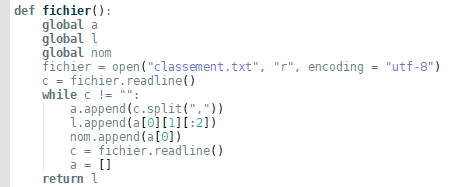 def fichier():
    global a
    global l
    global nom
    fichier = open("classement.txt", "r", encoding = "utf-8")
    c = fichier.readline()
    while c != "":
        a.append(c.split(","))
        l.append(a[0][1][:2])
        nom.append(a[0])
        c = fichier.readline()
        a = []
    return l